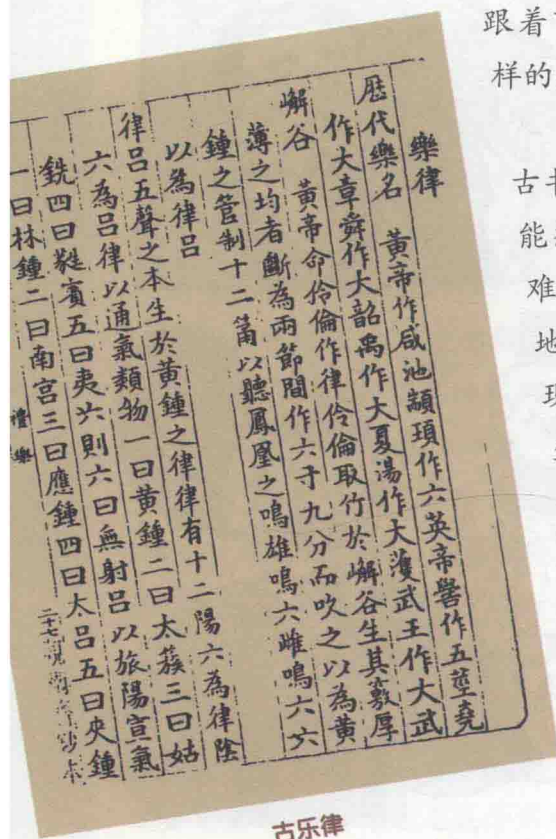 跟着
样的
古
能
难
地
樂律
歷代樂名 黃帝作咸池顓頊作六英帝嚳作五莖堯
作大章舜作大韶禹作大夏湯作大濩武王作大武
嶰谷 黃帝命伶倫作律伶倫取竹於嶰谷生其竅厚
薄之均者斷為兩節間作六寸九分而吹之以為黃
鍾之管制十二筩以聽鳳凰之鳴雄鳴六雌鳴六六
以為律呂
律呂五聲之本生於黃鍾之律律有十二陽六為律陰
六為呂律以通氣類物一曰黃鍾二曰太簇三曰姑
銑四曰蕤賓五曰夷六則六曰無射呂以旅陽宣氣
一曰林鍾二曰南宮三曰應鍾四曰太呂五曰夾鍾
禮樂
二十七
古乐律